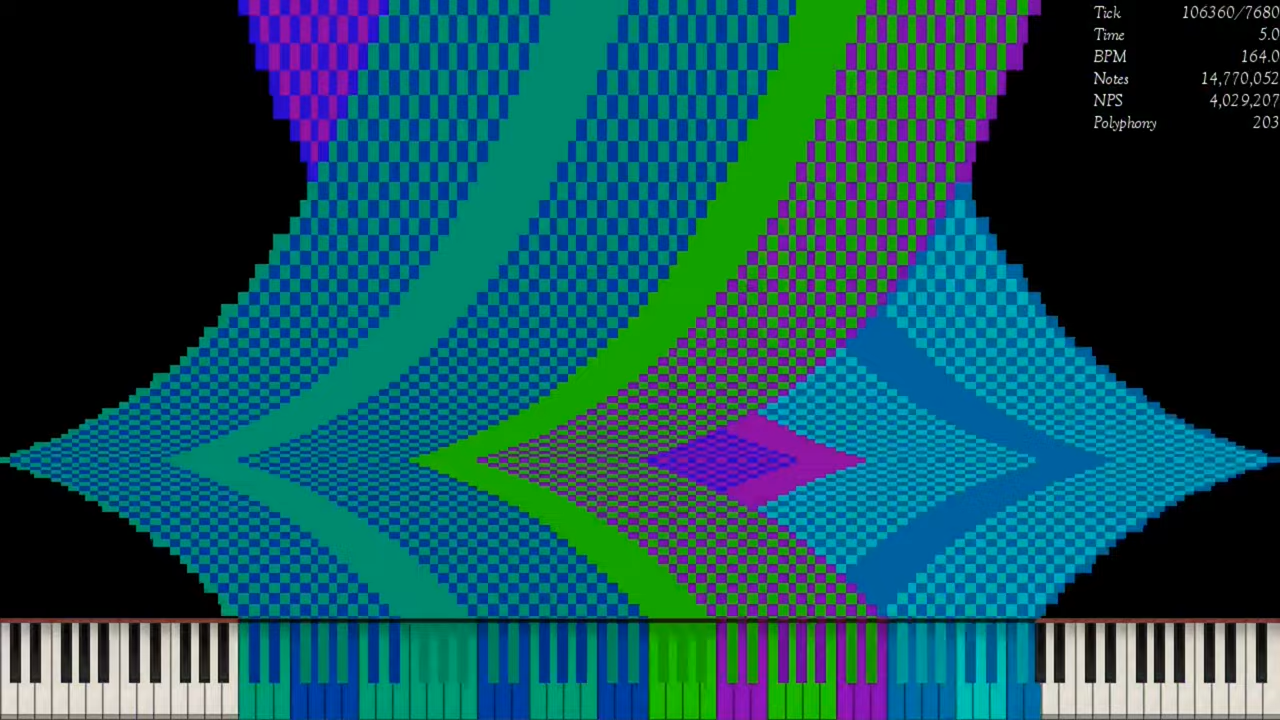 Tick 106360/7680
Time 5.0
BPM 164.0
Notes 14,770,052
NPS 4,029,207
Polyphony 203